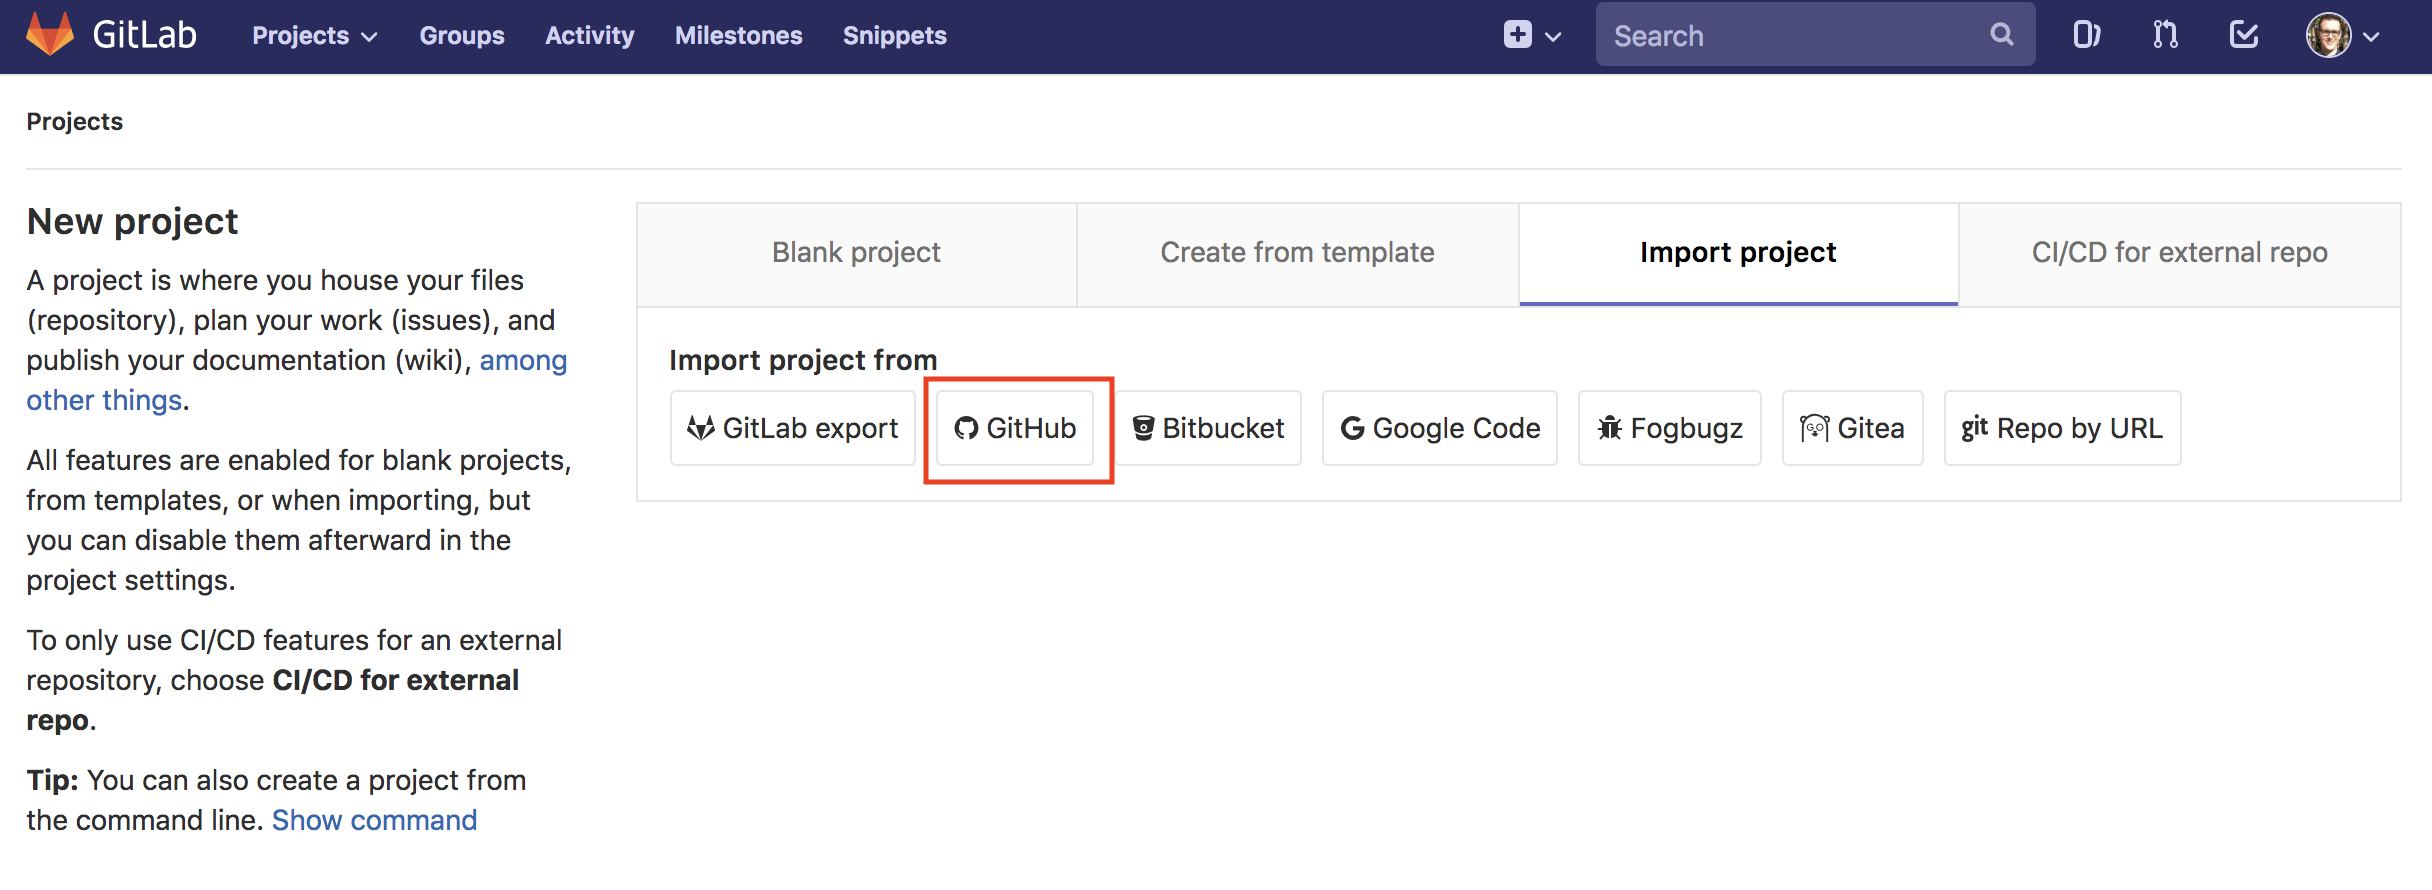 GitLab Projects Groups Activity Milestones Snippets Search
Projects
New project
A project is where you house your files
(repository), plan your work (issues), and
publish your documentation (wiki), among
other things.
All features are enabled for blank projects,
from templates, or when importing, but
you can disable them afterward in the
project settings.
To only use CI/CD features for an external
repository, choose CI/CD for external
repo.
Tip: You can also create a project from
the command line. Show command
Blank project Create from template Import project CI/CD for external repo
Import project from
GitLab export GitHub Bitbucket G Google Code Fogbugz Gitea git Repo by URL